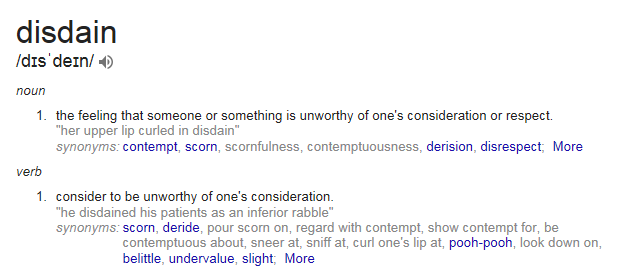 disdain
/dɪsˈdeɪn/
noun
1. the feeling that someone or something is unworthy of one's consideration or respect.
"her upper lip curled in disdain"
synonyms: contempt, scorn, scornfulness, contemptuousness, derision, disrespect; More
verb
1. consider to be unworthy of one's consideration.
"he disdained his patients as an inferior rabble"
synonyms: scorn, deride, pour scorn on, regard with contempt, show contempt for, be
contemptuous about, sneer at, sniff at, curl one's lip at, pooh-pooh, look down on,
belittle, undervalue, slight; More